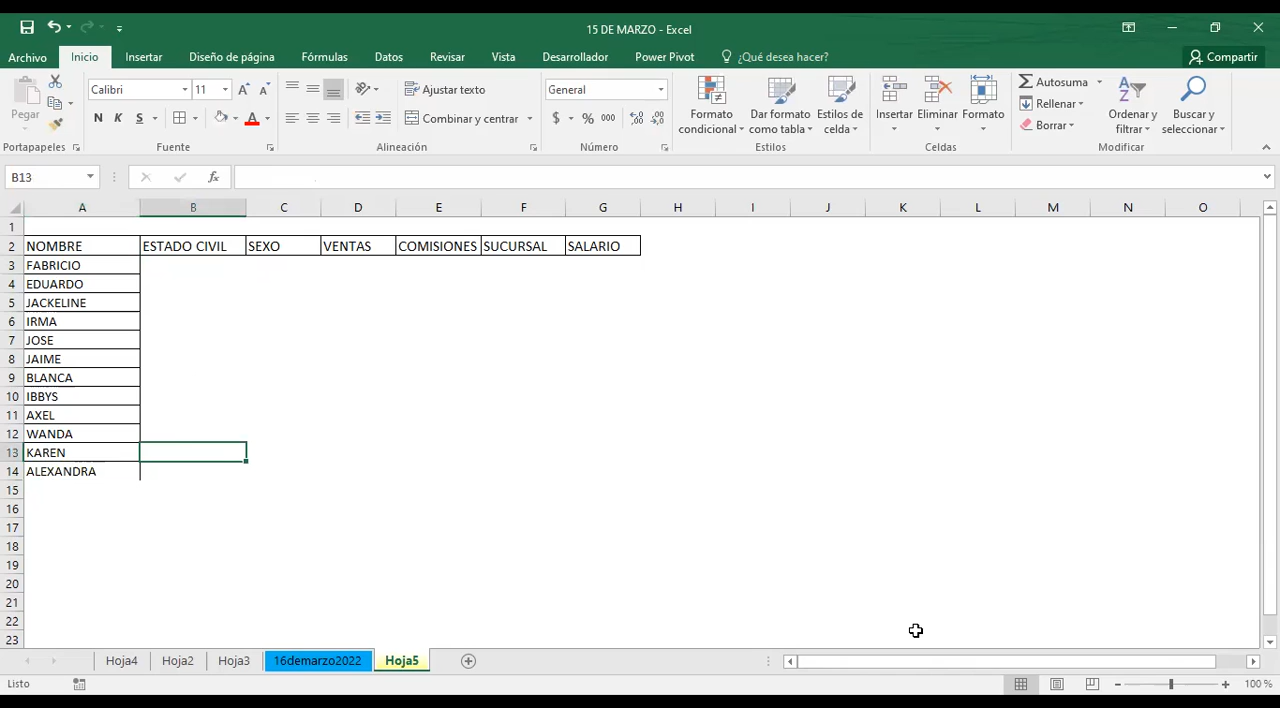 15 DE MARZO - Excel
Archivo Inicio Insertar Diseño de página Fórmulas Datos Revisar Vista Desarrollador Power Pivot ¿Qué desea hacer? Compartir
Calibri 11 Ajustar texto General Autosuma
Pegar N K S A Combinar y centrar $ % 000 Formato condicional Dar formato como tabla Estilos de celda Insertar Eliminar Formato Rellenar Borrar Ordenar y filtrar Buscar y seleccionar
Portapapeles Fuente Alineación Número Estilos Celdas Modificar
B13 fx
A B C D E F G H I J K L M N O
1
2 NOMBRE ESTADO CIVIL SEXO VENTAS COMISIONES SUCURSAL SALARIO
3 FABRICIO
4 EDUARDO
5 JACKELINE
6 IRMA
7 JOSE
8 JAIME
9 BLANCA
10 IBBYS
11 AXEL
12 WANDA
13 KAREN
14 ALEXANDRA
15
16
17
18
19
20
21
22
23
Hoja4 Hoja2 Hoja3 16demarzo2022 Hoja5
Listo 100 %